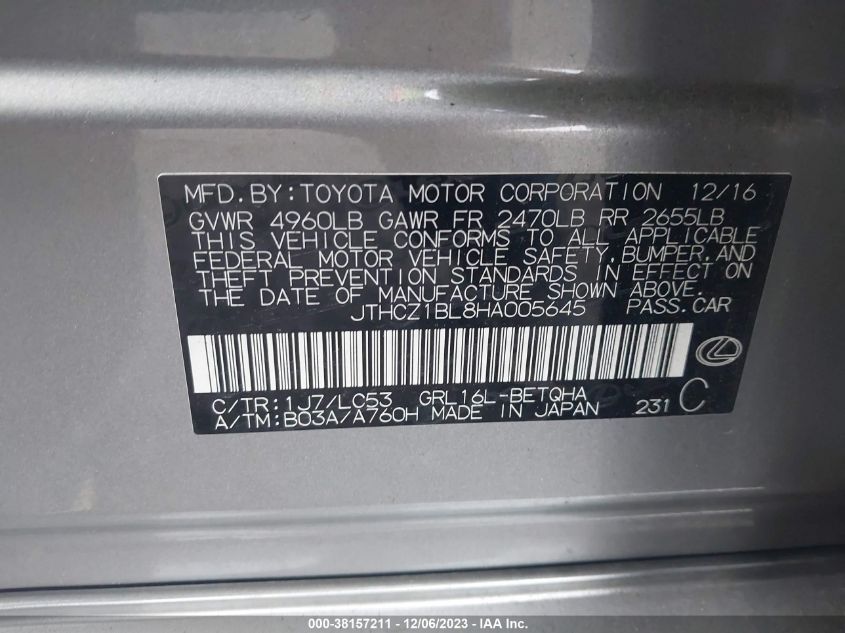 MFD. BY: TOYOTA MOTOR CORPORATION 12/16
GVWR 4960LB GAWR FR 2470LB RR 2655LB
THIS VEHICLE CONFORMS TO ALL APPLICABLE
FEDERAL MOTOR VEHICLE SAFETY, BUMPER, AND
THEFT PREVENTION STANDARDS IN EFFECT ON
THE DATE OF MANUFACTURE SHOWN ABOVE.
JTHCZ1BL8HA005645 PASS. CAR
C/TR: 1J7/LC53 GRL16L-BETQHA
A/TM: B03A/A760H MADE IN JAPAN 231 C
000-38157211 - 12/06/2023 - IAA Inc.